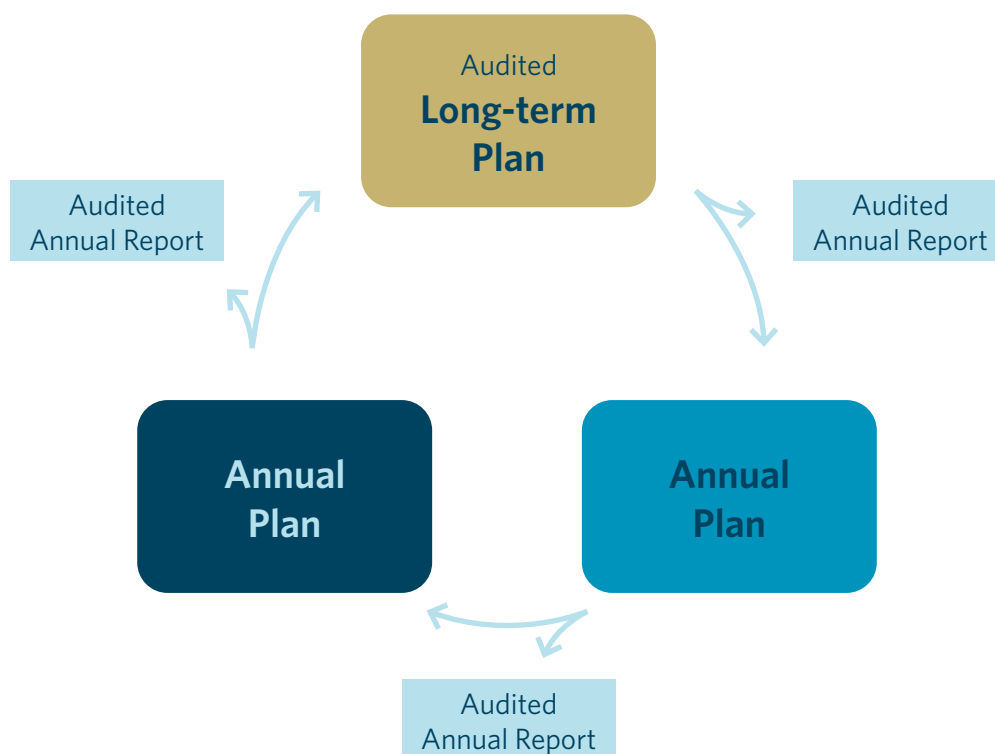 Audited
Long-term
Plan
Audited
Annual Report
Audited
Annual Report
Annual
Plan
Annual
Plan
Audited
Annual Report